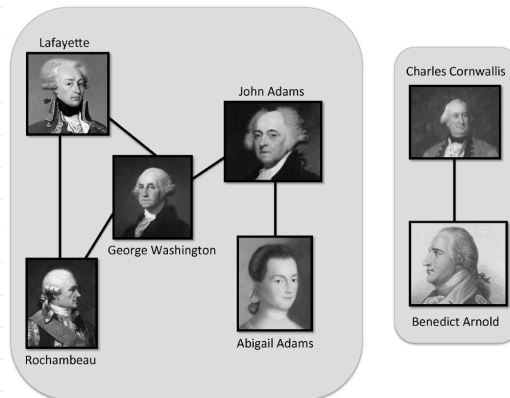 Lafayette
John Adams
George Washington
Rochambeau
Abigail Adams
Charles Cornwallis
Benedict Arnold